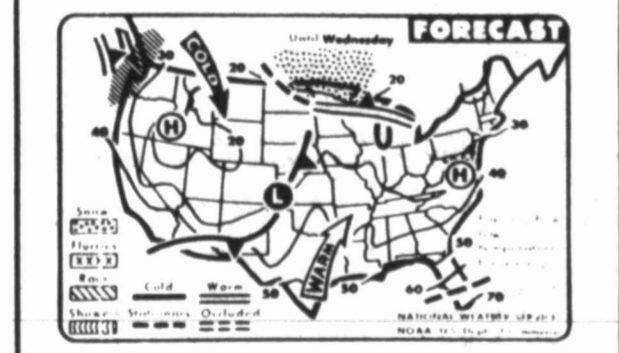 FORECAST
Until Wednesday
30
COLD
20
20
20
H
40
30
H
40
L
Snow
Flurries
Rain
Showers
Cold
Warm
Stationary
Occluded
WARM
50
50
50
60
70
NATIONAL WEATHER SERVICE
NOAA